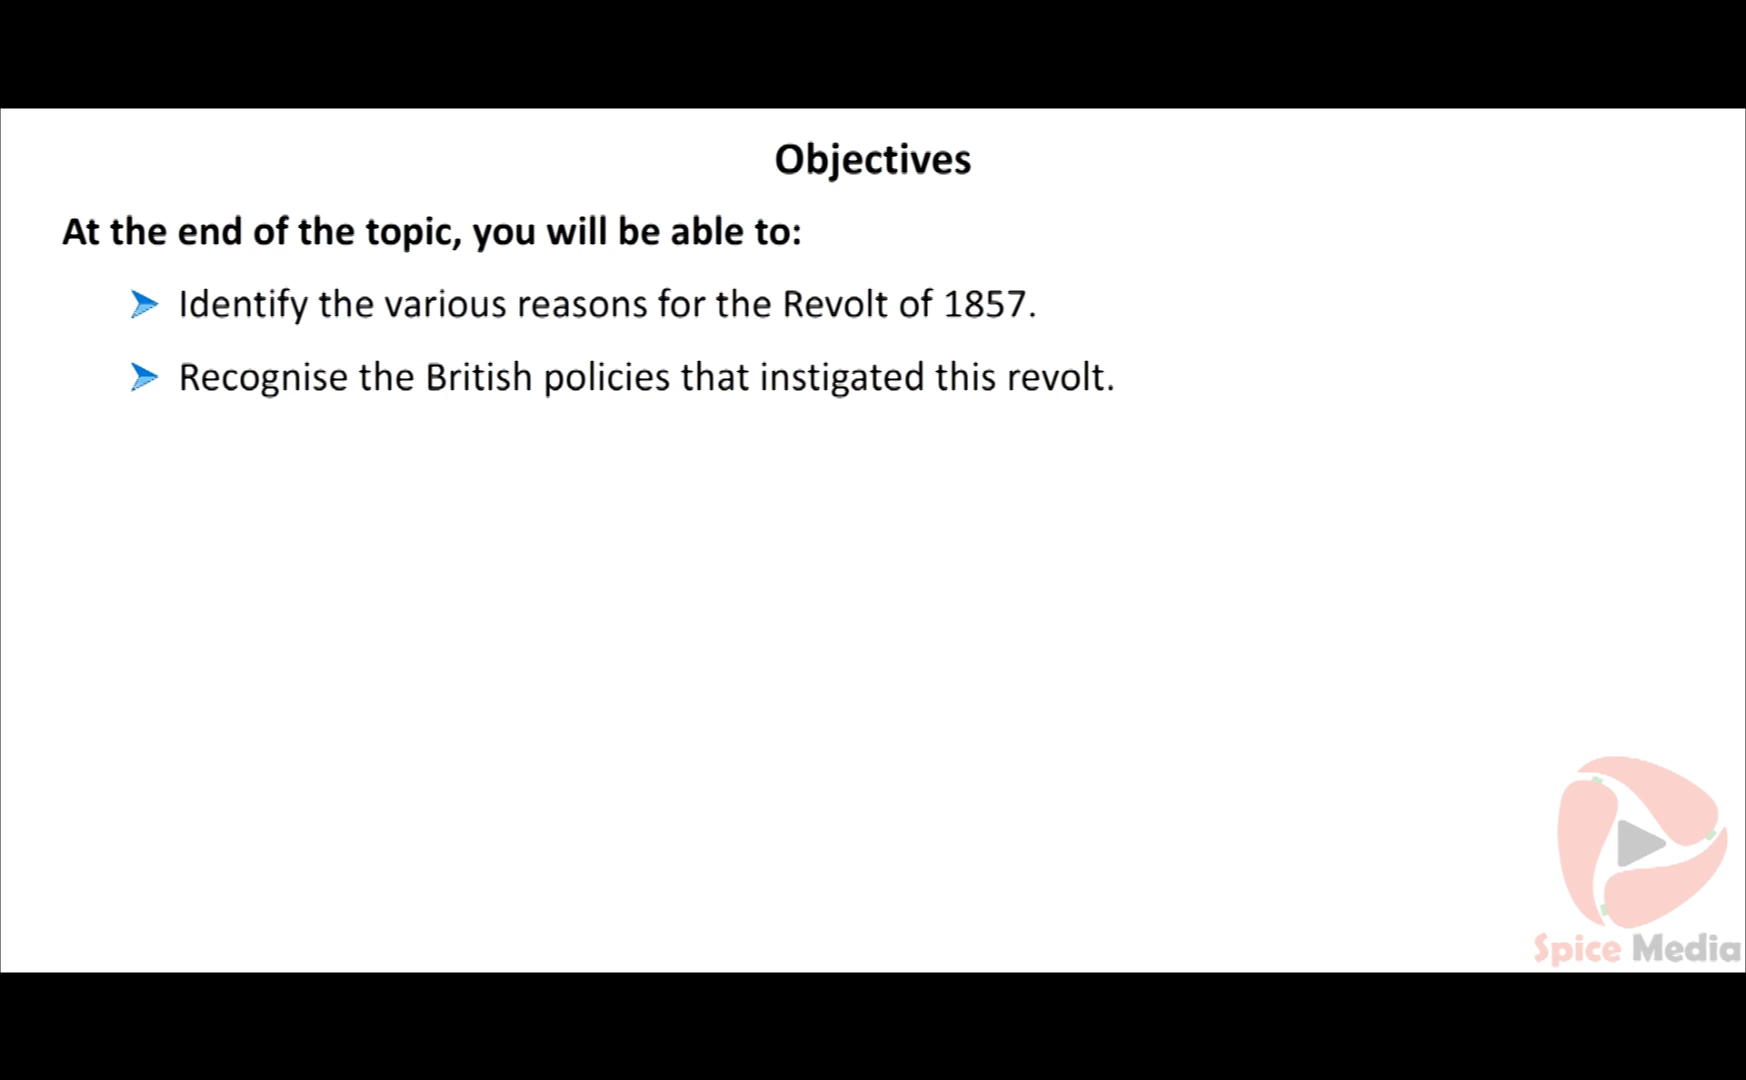 Objectives
At the end of the topic, you will be able to:
Identify the various reasons for the Revolt of 1857.
Recognise the British policies that instigated this revolt.
Spice Media